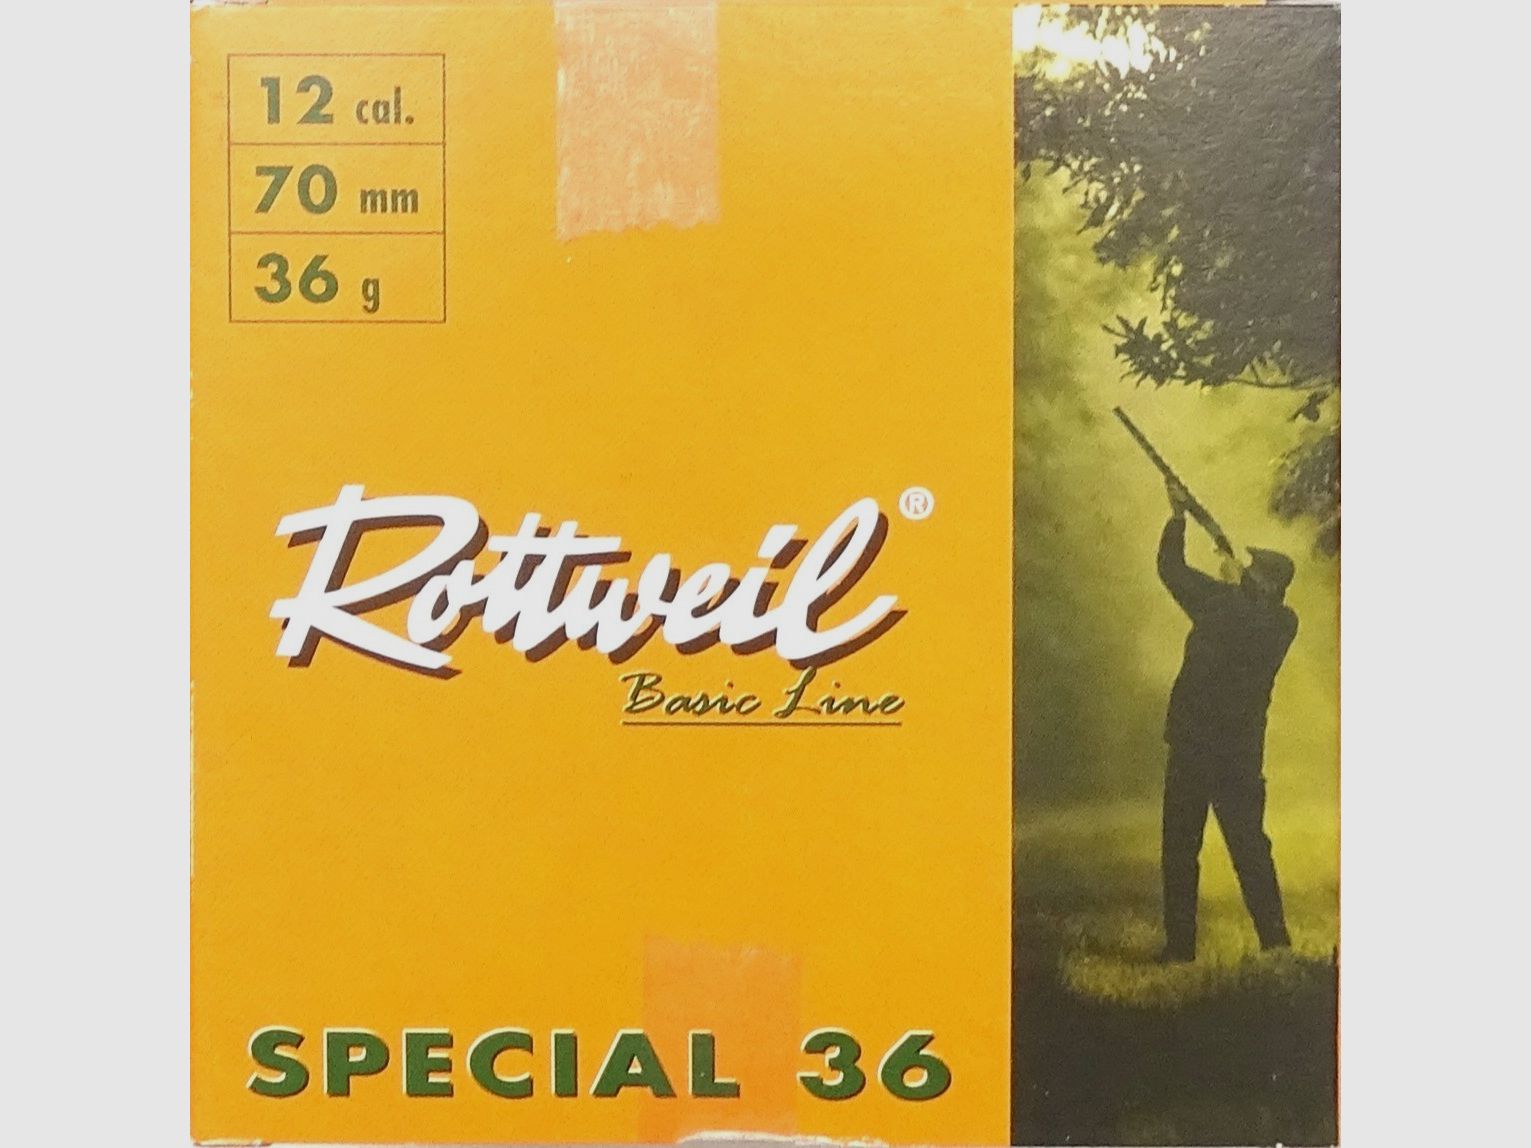 12 cal.
70 mm
36 g
Rottweil®
Basic Line
SPECIAL 36